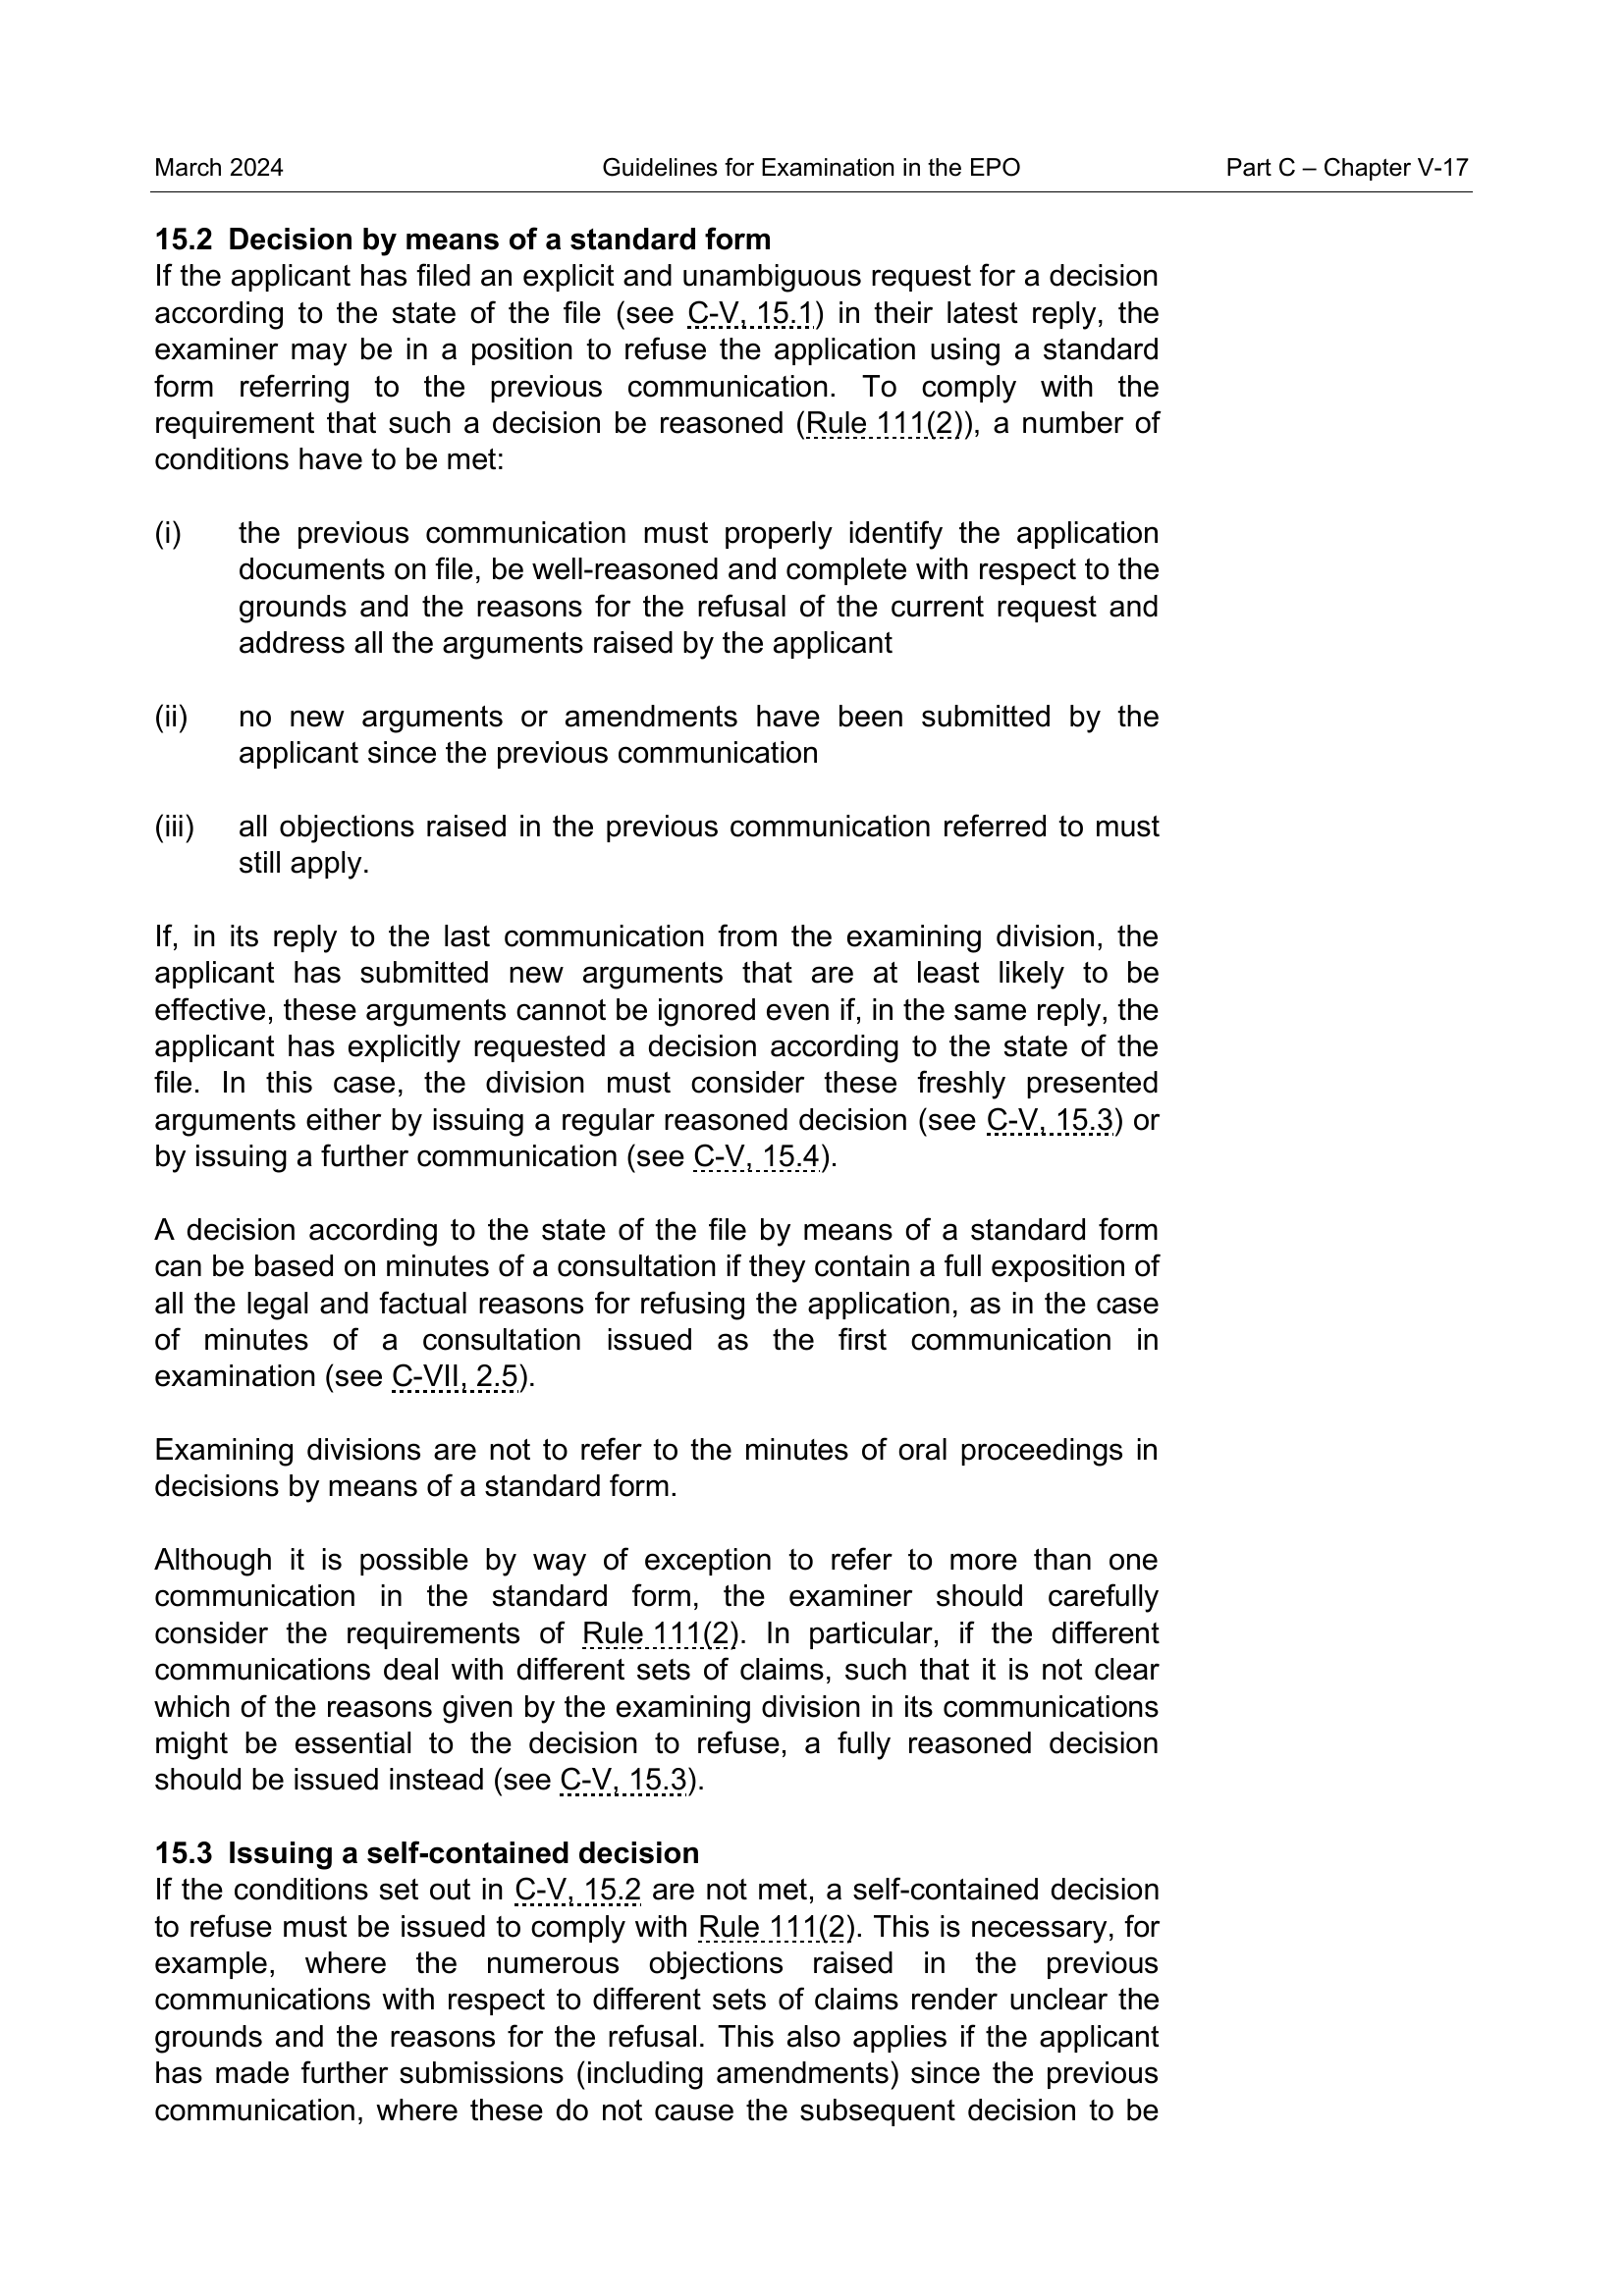 March 2024 Guidelines for Examination in the EPO Part C – Chapter V-17
15.2 Decision by means of a standard form
If the applicant has filed an explicit and unambiguous request for a decision
according to the state of the file (see C-V, 15.1) in their latest reply, the
examiner may be in a position to refuse the application using a standard
form referring to the previous communication. To comply with the
requirement that such a decision be reasoned (Rule 111(2)), a number of
conditions have to be met:
(i) the previous communication must properly identify the application
documents on file, be well-reasoned and complete with respect to the
grounds and the reasons for the refusal of the current request and
address all the arguments raised by the applicant
(ii) no new arguments or amendments have been submitted by the
applicant since the previous communication
(iii) all objections raised in the previous communication referred to must
still apply.
If, in its reply to the last communication from the examining division, the
applicant has submitted new arguments that are at least likely to be
effective, these arguments cannot be ignored even if, in the same reply, the
applicant has explicitly requested a decision according to the state of the
file. In this case, the division must consider these freshly presented
arguments either by issuing a regular reasoned decision (see C-V, 15.3) or
by issuing a further communication (see C-V, 15.4).
A decision according to the state of the file by means of a standard form
can be based on minutes of a consultation if they contain a full exposition of
all the legal and factual reasons for refusing the application, as in the case
of minutes of a consultation issued as the first communication in
examination (see C-VII, 2.5).
Examining divisions are not to refer to the minutes of oral proceedings in
decisions by means of a standard form.
Although it is possible by way of exception to refer to more than one
communication in the standard form, the examiner should carefully
consider the requirements of Rule 111(2). In particular, if the different
communications deal with different sets of claims, such that it is not clear
which of the reasons given by the examining division in its communications
might be essential to the decision to refuse, a fully reasoned decision
should be issued instead (see C-V, 15.3).
15.3 Issuing a self-contained decision
If the conditions set out in C-V, 15.2 are not met, a self-contained decision
to refuse must be issued to comply with Rule 111(2). This is necessary, for
example, where the numerous objections raised in the previous
communications with respect to different sets of claims render unclear the
grounds and the reasons for the refusal. This also applies if the applicant
has made further submissions (including amendments) since the previous
communication, where these do not cause the subsequent decision to be